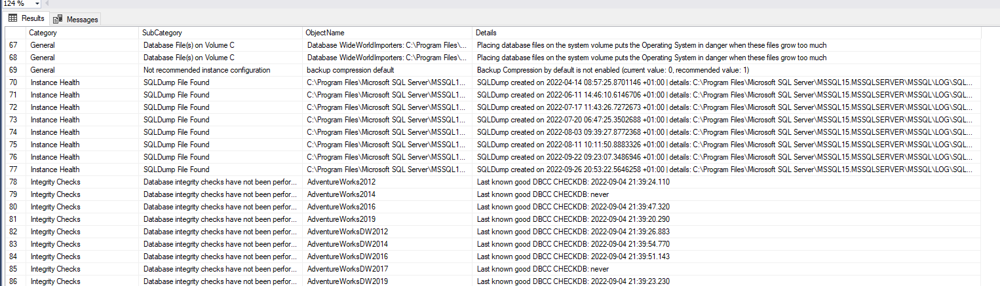 124 %
Results Messages
Category SubCategory ObjectName Details
67 General Database File(s) on Volume C Database WideWorldImporters: C:\Program Files\... Placing database files on the system volume puts the Operating System in danger when these files grow too much
68 General Database File(s) on Volume C Database WideWorldImporters: C:\Program Files\... Placing database files on the system volume puts the Operating System in danger when these files grow too much
69 General Not recommended instance configuration backup compression default Backup Compression by default is not enabled (current value: 0, recommended value: 1)
70 Instance Health SQLDump File Found C:\Program Files\Microsoft SQL Server\MSSQL1... SQLDump created on 2022-04-14 08:57:25.8701146 +01:00 | details: C:\Program Files\Microsoft SQL Server\MSSQL15.MSSQLSERVER\MSSQL\LOG\SQL...
71 Instance Health SQLDump File Found C:\Program Files\Microsoft SQL Server\MSSQL1... SQLDump created on 2022-06-11 14:46:10.6146706 +01:00 | details: C:\Program Files\Microsoft SQL Server\MSSQL15.MSSQLSERVER\MSSQL\LOG\SQL...
72 Instance Health SQLDump File Found C:\Program Files\Microsoft SQL Server\MSSQL1... SQLDump created on 2022-07-17 11:43:26.7272673 +01:00 | details: C:\Program Files\Microsoft SQL Server\MSSQL15.MSSQLSERVER\MSSQL\LOG\SQL...
73 Instance Health SQLDump File Found C:\Program Files\Microsoft SQL Server\MSSQL1... SQLDump created on 2022-07-20 06:47:25.3502688 +01:00 | details: C:\Program Files\Microsoft SQL Server\MSSQL15.MSSQLSERVER\MSSQL\LOG\SQL...
74 Instance Health SQLDump File Found C:\Program Files\Microsoft SQL Server\MSSQL1... SQLDump created on 2022-08-03 09:39:27.8772368 +01:00 | details: C:\Program Files\Microsoft SQL Server\MSSQL15.MSSQLSERVER\MSSQL\LOG\SQL...
75 Instance Health SQLDump File Found C:\Program Files\Microsoft SQL Server\MSSQL1... SQLDump created on 2022-08-11 10:11:50.8883326 +01:00 | details: C:\Program Files\Microsoft SQL Server\MSSQL15.MSSQLSERVER\MSSQL\LOG\SQL...
76 Instance Health SQLDump File Found C:\Program Files\Microsoft SQL Server\MSSQL1... SQLDump created on 2022-09-22 09:23:07.3486946 +01:00 | details: C:\Program Files\Microsoft SQL Server\MSSQL15.MSSQLSERVER\MSSQL\LOG\SQL...
77 Instance Health SQLDump File Found C:\Program Files\Microsoft SQL Server\MSSQL1... SQLDump created on 2022-09-26 20:53:22.5646258 +01:00 | details: C:\Program Files\Microsoft SQL Server\MSSQL15.MSSQLSERVER\MSSQL\LOG\SQL...
78 Integrity Checks Database integrity checks have not been perfor... AdventureWorks2012 Last known good DBCC CHECKDB: 2022-09-04 21:39:24.110
79 Integrity Checks Database integrity checks have not been perfor... AdventureWorks2014 Last known good DBCC CHECKDB: never
80 Integrity Checks Database integrity checks have not been perfor... AdventureWorks2016 Last known good DBCC CHECKDB: 2022-09-04 21:39:47.320
81 Integrity Checks Database integrity checks have not been perfor... AdventureWorks2019 Last known good DBCC CHECKDB: 2022-09-04 21:39:20.290
82 Integrity Checks Database integrity checks have not been perfor... AdventureWorksDW2012 Last known good DBCC CHECKDB: 2022-09-04 21:39:26.883
83 Integrity Checks Database integrity checks have not been perfor... AdventureWorksDW2014 Last known good DBCC CHECKDB: 2022-09-04 21:39:54.770
84 Integrity Checks Database integrity checks have not been perfor... AdventureWorksDW2016 Last known good DBCC CHECKDB: 2022-09-04 21:39:51.143
85 Integrity Checks Database integrity checks have not been perfor... AdventureWorksDW2017 Last known good DBCC CHECKDB: never
86 Integrity Checks Database integrity checks have not been perfor... AdventureWorksDW2019 Last known good DBCC CHECKDB: 2022-09-04 21:39:23.230